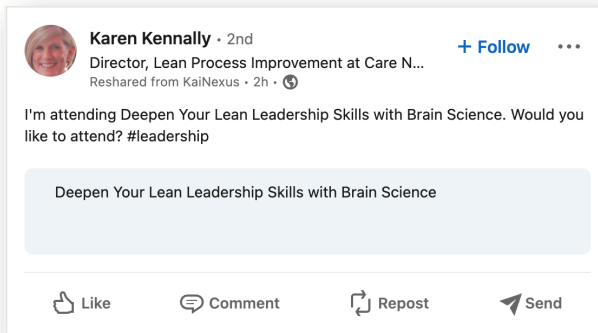 Karen Kennally • 2nd
+ Follow
Director, Lean Process Improvement at Care N...
Reshared from KaiNexus • 2h •
I'm attending Deepen Your Lean Leadership Skills with Brain Science. Would you
like to attend? #leadership
Deepen Your Lean Leadership Skills with Brain Science
Like
Comment
Repost
Send